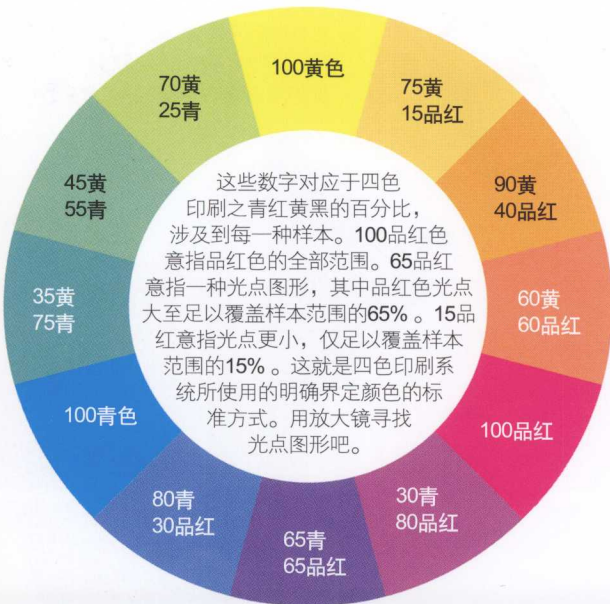 100黄色
75黄
15品红
90黄
40品红
60黄
60品红
100品红
30青
80品红
65青
65品红
80青
30品红
100青色
35黄
75青
45黄
55青
70黄
25青
这些数字对应于四色
印刷之青红黄黑的百分比，
涉及到每一种样本。100品红色
意指品红色的全部范围。65品红
意指一种光点图形，其中品红色光点
大至足以覆盖样本范围的65% 。15品
红意指光点更小，仅足以覆盖样本
范围的15% 。这就是四色印刷系
统所使用的明确界定颜色的标
准方式。用放大镜寻找
光点图形吧。